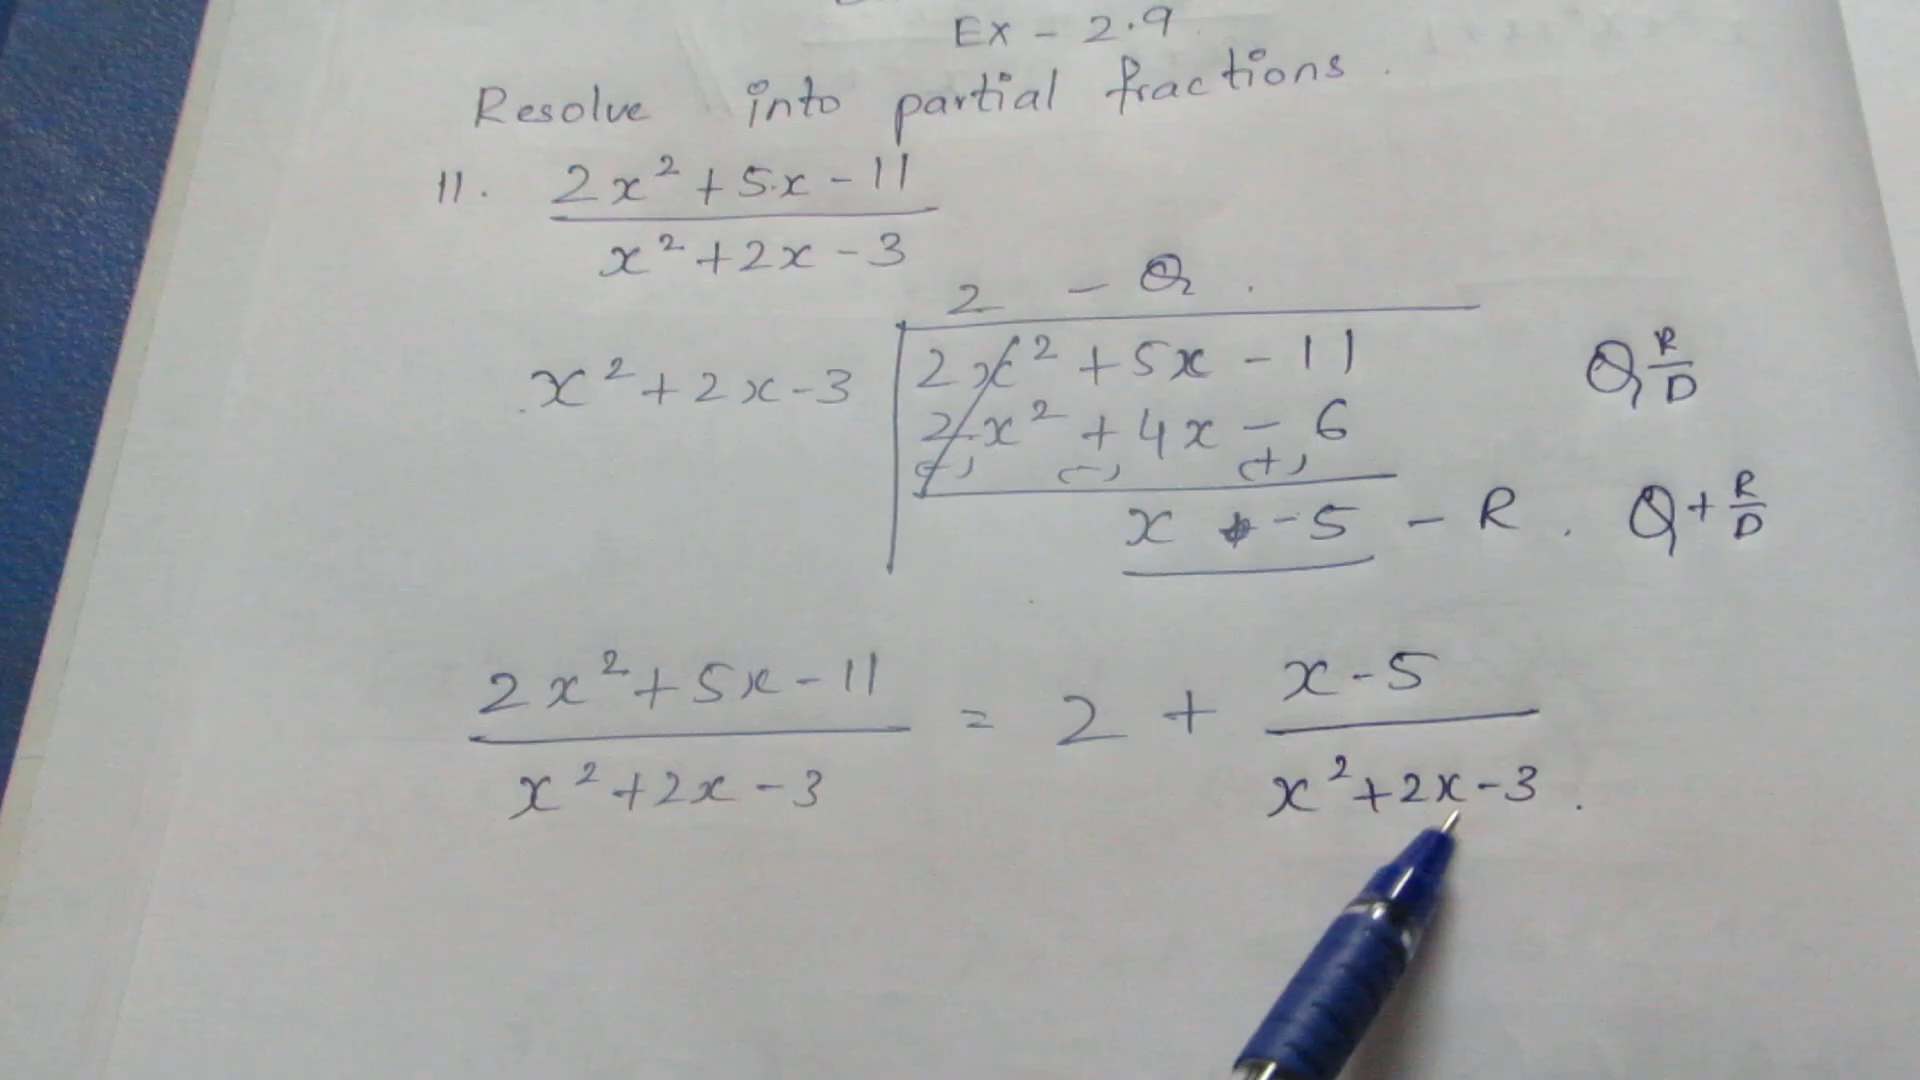 Ex - 2.9
Resolve into partial fractions.
11. 2x² + 5x - 11
x² + 2x - 3
2 - Q.
x² + 2x - 3 2x² + 5x - 11 Q R/D
2x² + 4x - 6
(-) (-) (+)
x - 5 - R. Q + R/D
2x² + 5x - 11 = 2 + x - 5
x² + 2x - 3 x² + 2x - 3.